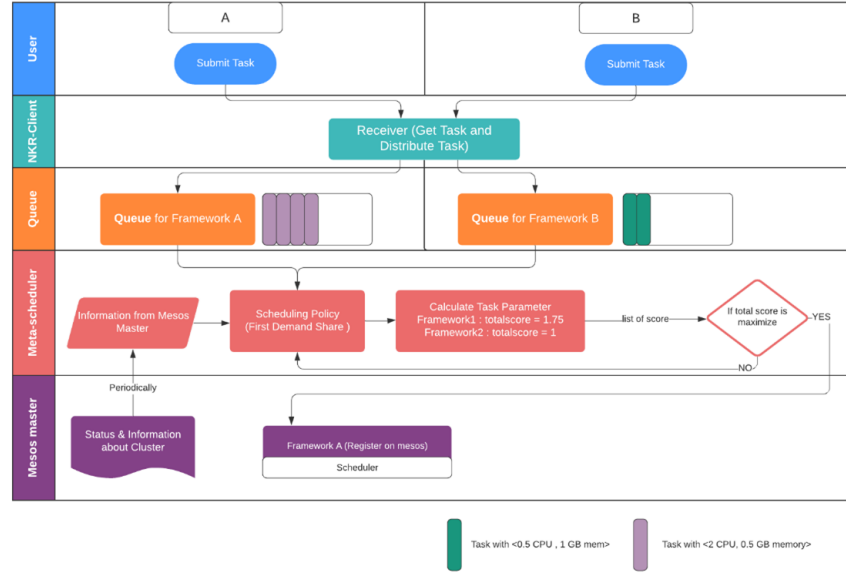 User
A
B
Submit Task
Submit Task
NKR-Client
Receiver (Get Task and
Distribute Task)
Queue
Queue for Framework A
Queue for Framework B
Meta-scheduler
Information from Mesos
Master
Scheduling Policy
(First Demand Share )
Calculate Task Parameter
Framework1 : totalscore = 1.75
Framework2 : totalscore = 1
list of score
If total score is
maximize
YES
NO
Mesos master
Periodically
Status & Information
about Cluster
Framework A (Register on mesos)
Scheduler
Task with <0.5 CPU , 1 GB mem>
Task with <2 CPU, 0.5 GB memory>